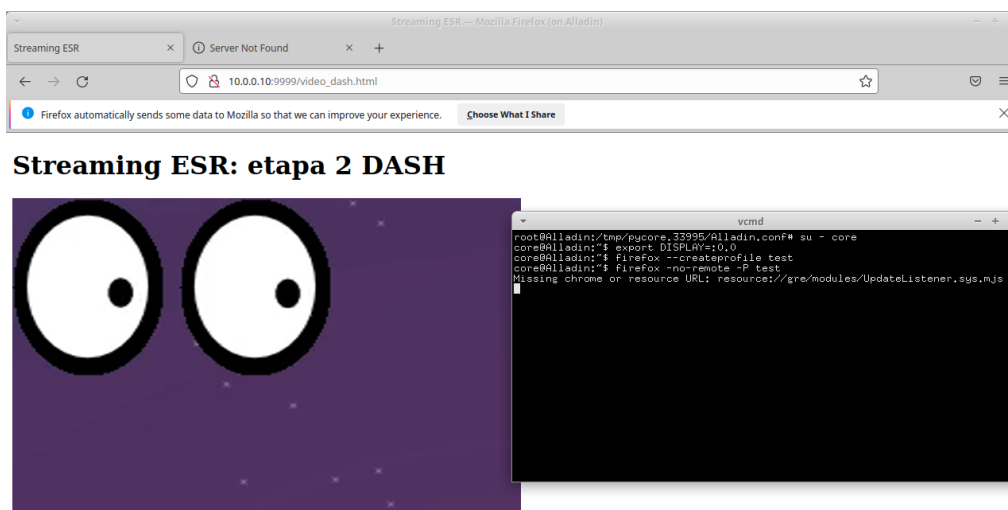 Streaming ESR — Mozilla Firefox (on Alladin)
Streaming ESR
Server Not Found
10.0.0.10:9999/video_dash.html
Firefox automatically sends some data to Mozilla so that we can improve your experience. Choose What I Share
Streaming ESR: etapa 2 DASH
vcmd
root@Alladin:/tmp/pycore.33995/Alladin.conf# su - core
core@Alladin:~$ export DISPLAY=:0.0
core@Alladin:~$ firefox --createprofile test
core@Alladin:~$ firefox -no-remote -P test
Missing chrome or resource URL: resource://gre/modules/UpdateListener.sys.mjs